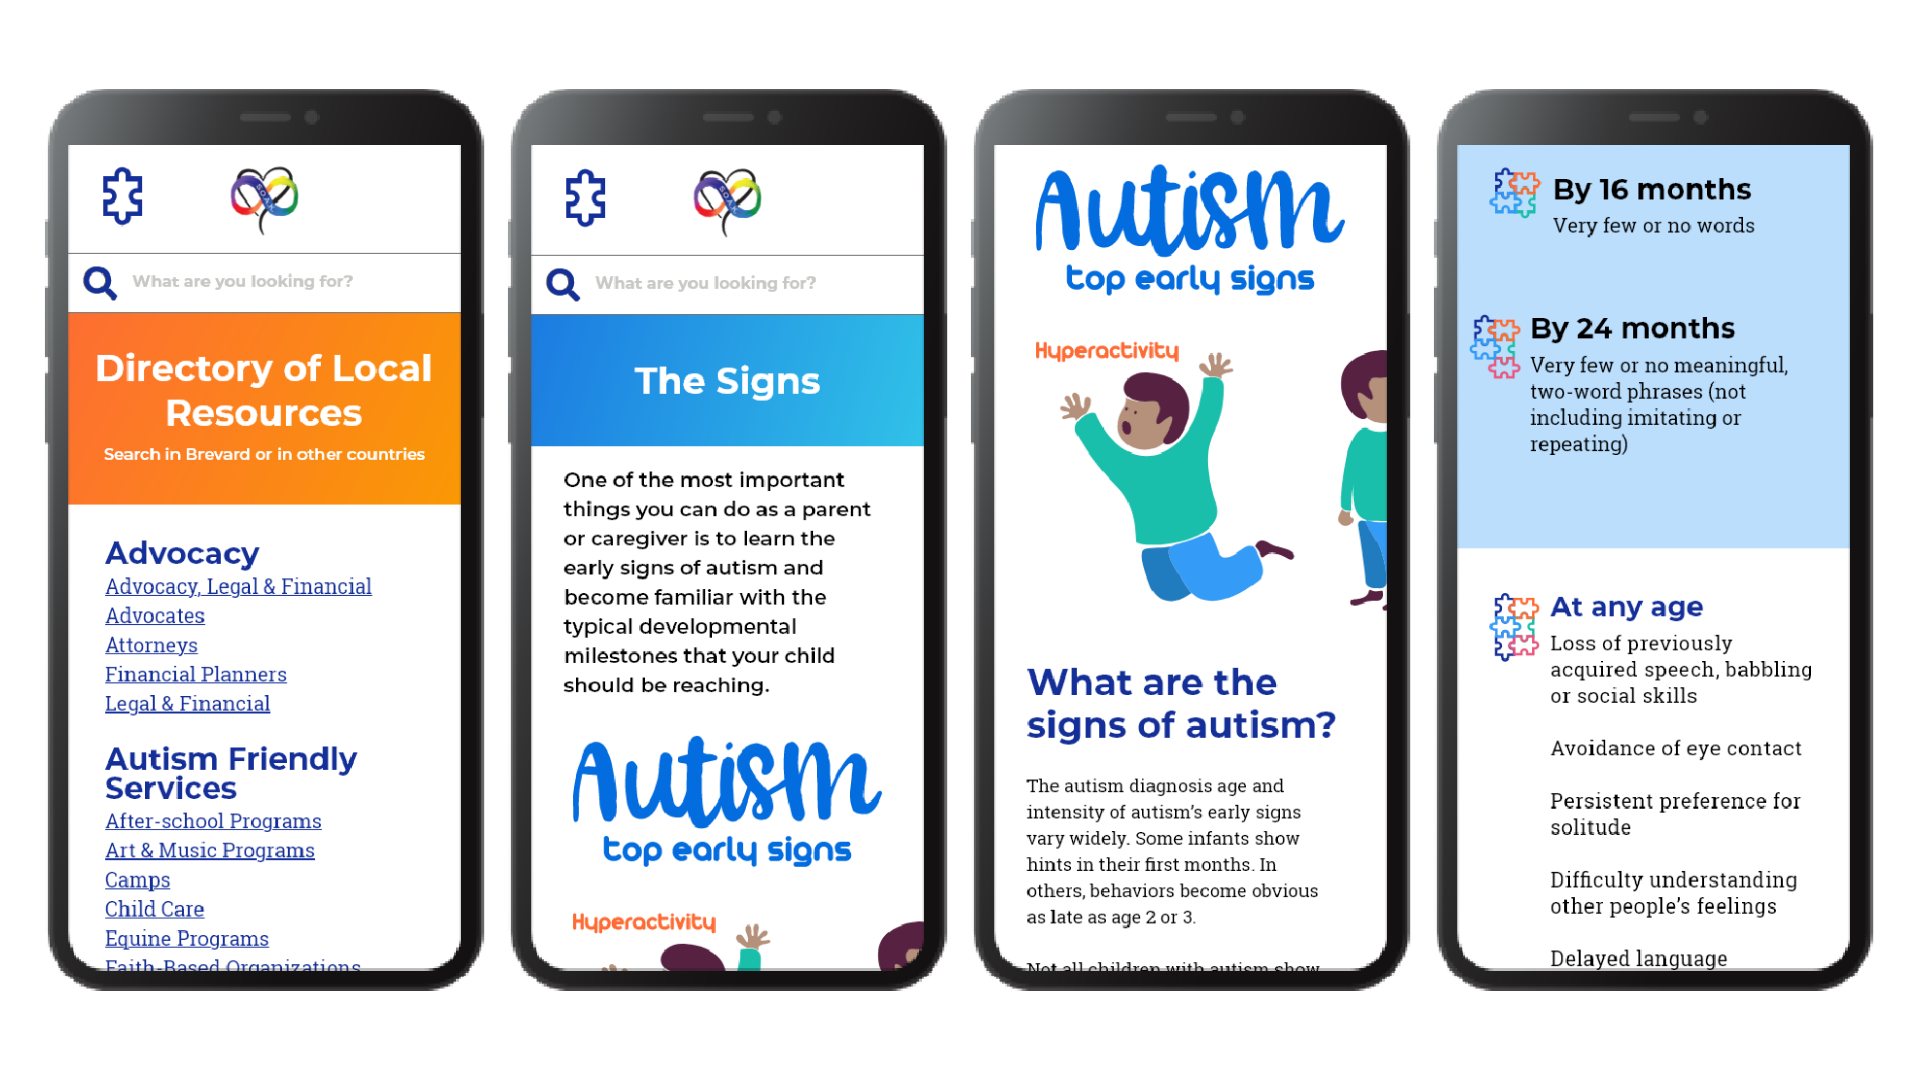 What are you looking for?
Directory of Local
Resources
Search in Brevard or in other countries
Advocacy
Advocacy, Legal & Financial
Advocates
Attorneys
Financial Planners
Legal & Financial
Autism Friendly
Services
After-school Programs
Art & Music Programs
Camps
Child Care
Equine Programs
Faith-Based Organizations
What are you looking for?
The Signs
One of the most important
things you can do as a parent
or caregiver is to learn the
early signs of autism and
become familiar with the
typical developmental
milestones that your child
should be reaching.
Autism
top early signs
Hyperactivity
Autism
top early signs
Hyperactivity
What are the
signs of autism?
The autism diagnosis age and
intensity of autism’s early signs
vary widely. Some infants show
hints in their first months. In
others, behaviors become obvious
as late as age 2 or 3.
Not all children with autism show
By 16 months
Very few or no words
By 24 months
Very few or no meaningful,
two-word phrases (not
including imitating or
repeating)
At any age
Loss of previously
acquired speech, babbling
or social skills
Avoidance of eye contact
Persistent preference for
solitude
Difficulty understanding
other people’s feelings
Delayed language